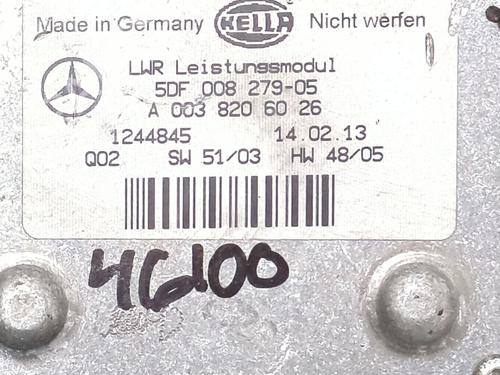 Made in Germany HELLA Nicht werfen
LWR Leistungsmodul
5DF 008 279-05
A 003 820 60 26
1244845 14.02.13
Q02 SW 51/03 HW 48/05
46100